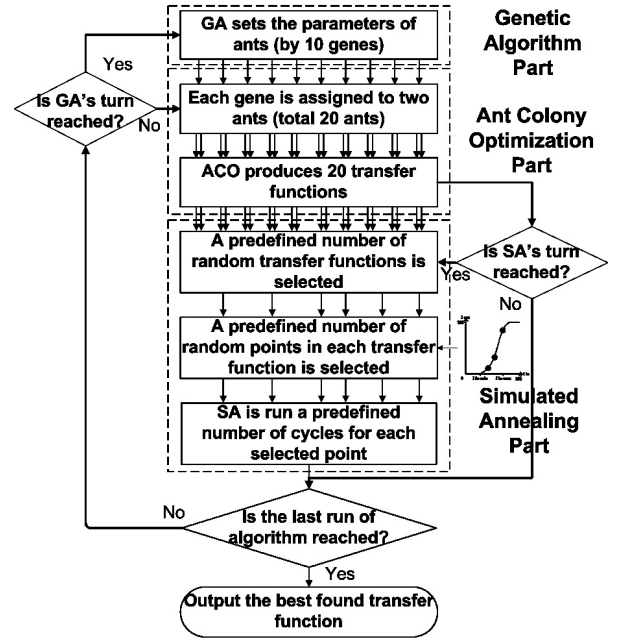 GA sets the parameters of
ants (by 10 genes)
Genetic
Algorithm
Part
Yes
Is GA's turn
reached?
No
Each gene is assigned to two
ants (total 20 ants)
Ant Colony
Optimization
Part
ACO produces 20 transfer
functions
A predefined number of
random transfer functions is
selected
Is SA's turn
reached?
Yes
No
A predefined number of
random points in each transfer
function is selected
Simulated
Annealing
Part
SA is run a predefined
number of cycles for each
selected point
No
Is the last run of
algorithm reached?
Yes
Output the best found transfer
function